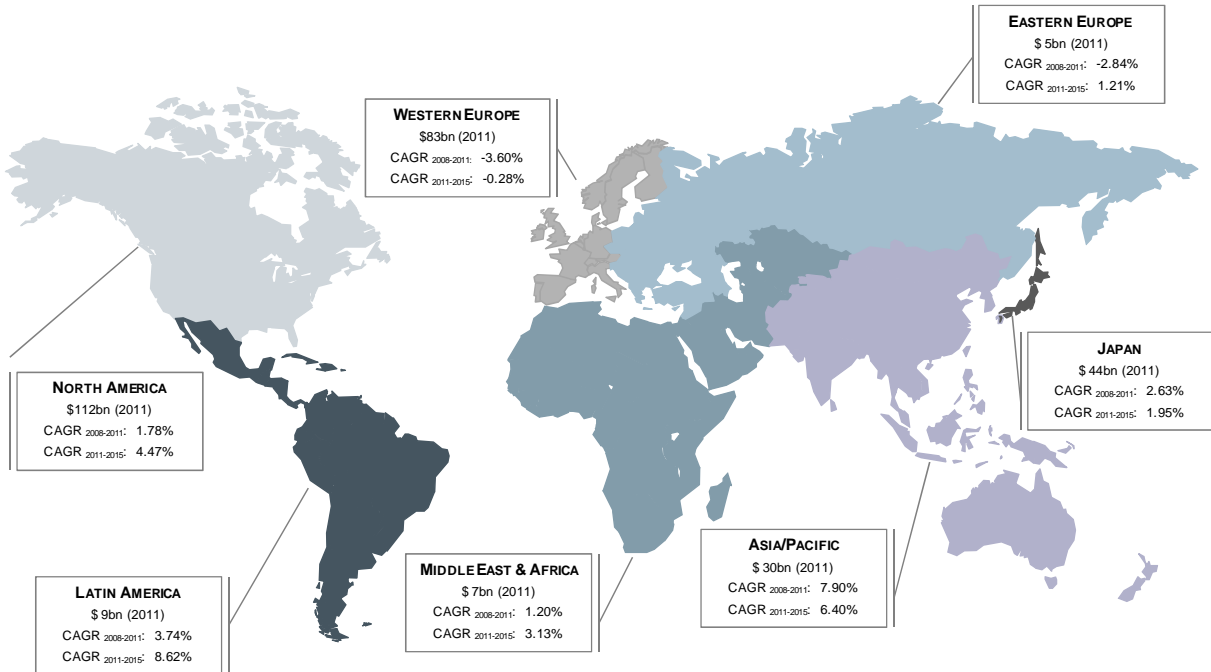 EASTERN EUROPE
$ 5bn (2011)
CAGR 2008-2011: -2.84%
CAGR 2011-2015: 1.21%
WESTERN EUROPE
$83bn (2011)
CAGR 2008-2011: -3.60%
CAGR 2011-2015: -0.28%
JAPAN
$ 44bn (2011)
CAGR 2008-2011: 2.63%
CAGR 2011-2015: 1.95%
NORTH AMERICA
$112bn (2011)
CAGR 2008-2011: 1.78%
CAGR 2011-2015: 4.47%
ASIA/PACIFIC
$ 30bn (2011)
CAGR 2008-2011: 7.90%
CAGR 2011-2015: 6.40%
MIDDLE EAST & AFRICA
$ 7bn (2011)
CAGR 2008-2011: 1.20%
CAGR 2011-2015: 3.13%
LATIN AMERICA
$ 9bn (2011)
CAGR 2008-2011: 3.74%
CAGR 2011-2015: 8.62%